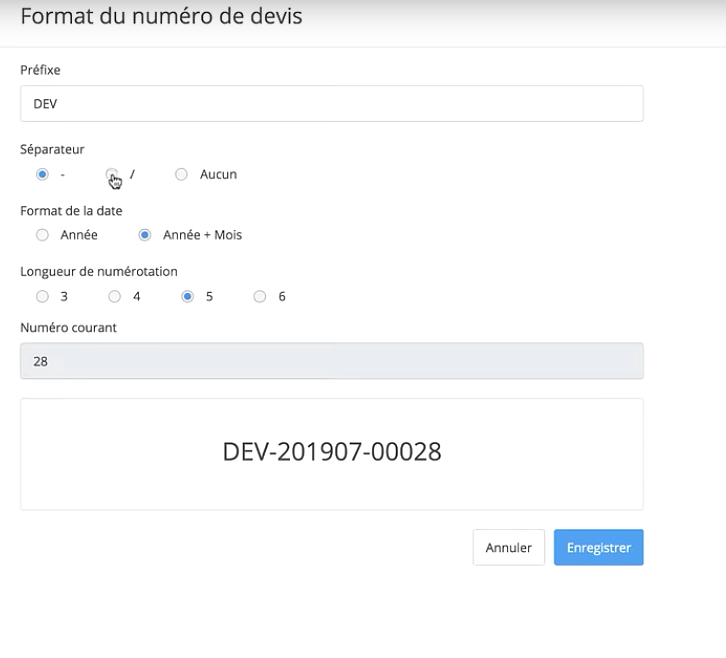 Format du numéro de devis
Préfixe
DEV
Séparateur
- / Aucun
Format de la date
Année Année + Mois
Longueur de numérotation
3 4 5 6
Numéro courant
28
DEV-201907-00028
Annuler Enregistrer